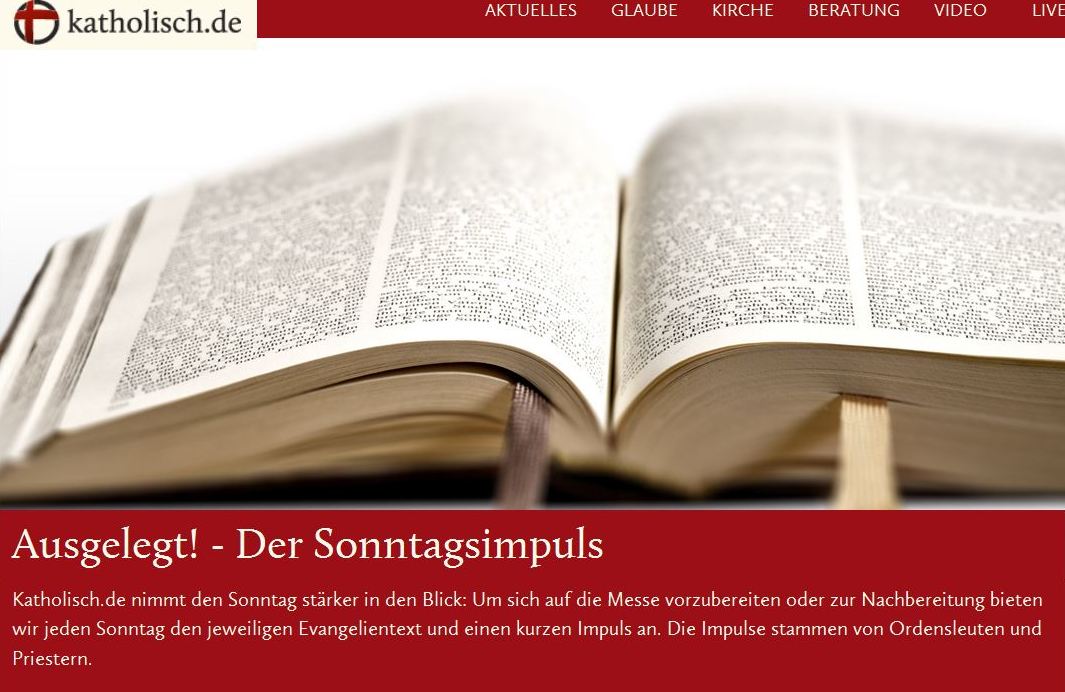 katholisch.de
AKTUELLES GLAUBE KIRCHE BERATUNG VIDEO LIVE
Ausgelegt! - Der Sonntagsimpuls
Katholisch.de nimmt den Sonntag stärker in den Blick: Um sich auf die Messe vorzubereiten oder zur Nachbereitung bieten
wir jeden Sonntag den jeweiligen Evangelientext und einen kurzen Impuls an. Die Impulse stammen von Ordensleuten und
Priestern.